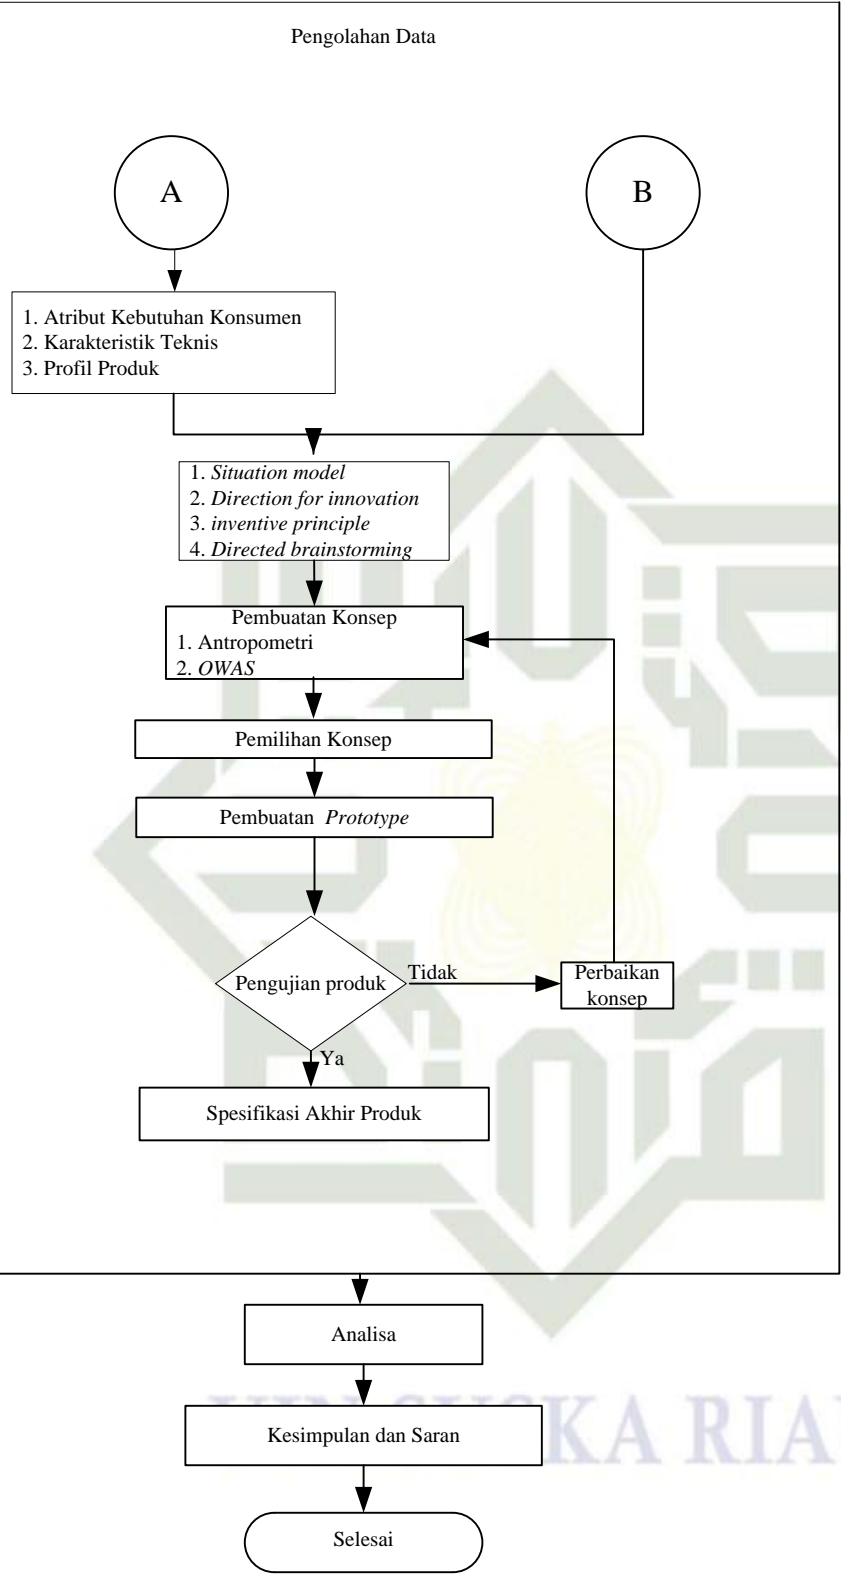 Pengolahan Data
A
B
1. Atribut Kebutuhan Konsumen
2. Karakteristik Teknis
3. Profil Produk
1. Situation model
2. Direction for innovation
3. inventive principle
4. Directed brainstorming
Pembuatan Konsep
1. Antropometri
2. OWAS
Pemilihan Konsep
Pembuatan Prototype
Pengujian produk
Tidak
Perbaikan
konsep
Ya
Spesifikasi Akhir Produk
Analisa
Kesimpulan dan Saran
KA RIA
Selesai